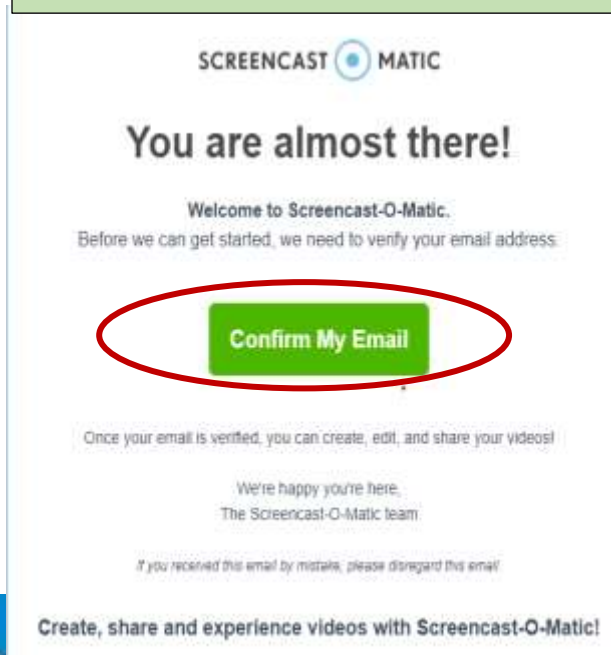 SCREENCAST MATIC
You are almost there!
Welcome to Screencast-O-Matic.
Before we can get started, we need to verify your email address.
Confirm My Email
Once your email is verified, you can create, edit, and share your videos!
We're happy you're here,
The Screencast-O-Matic team
If you received this email by mistake, please disregard this email
Create, share and experience videos with Screencast-O-Matic!